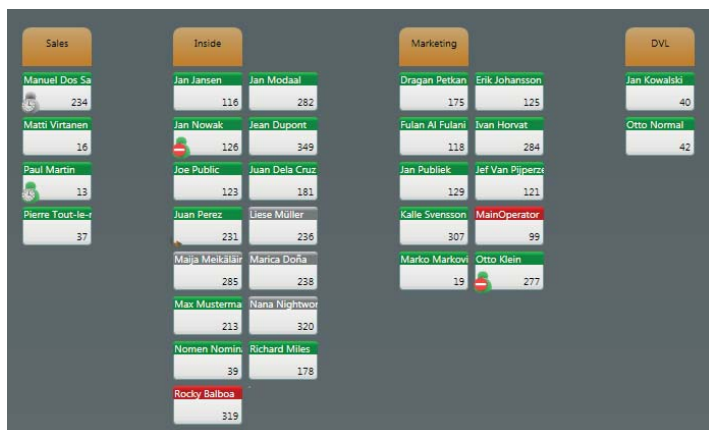 Sales
Inside
Marketing
DVL
Manuel Dos Sa
234
Matti Virtanen
16
Paul Martin
13
Pierre Tout-le-r
37
Jan Jansen
116
Jan Modaal
282
Jan Nowak
126
Jean Dupont
349
Joe Public
123
Juan Dela Cruz
181
Juan Perez
231
Liese Müller
236
Maija Meikäläir
285
Marica Doña
238
Max Musterma
213
Nana Nightwor
320
Nomen Nomin
39
Richard Miles
178
Rocky Balboa
319
Dragan Petkan
175
Erik Johansson
125
Fulan Al Fulani
118
Ivan Horvat
284
Jan Publiek
129
Jef Van Pijperze
121
Kalle Svensson
307
MainOperator
99
Marko Markovi
19
Otto Klein
277
Jan Kowalski
40
Otto Normal
42